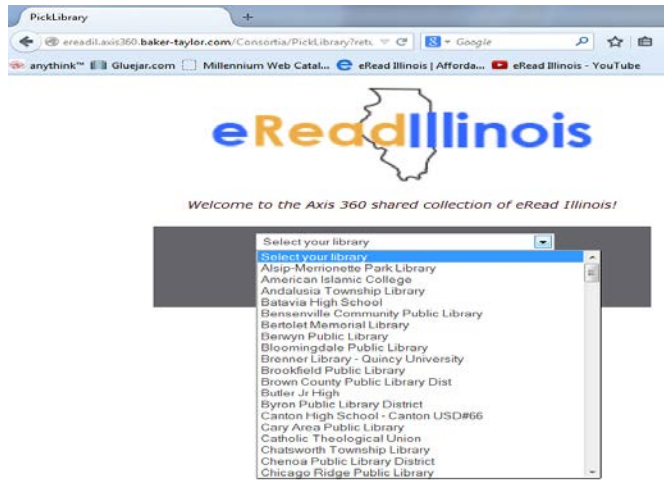 PickLibrary
ereadil.axis360.baker-taylor.com/Consortia/PickLibrary?retu
Google
anythink™ Gluejar.com Millennium Web Catal... eRead Illinois | Afforda... eRead Illinois - YouTube
eReadIllinois
Welcome to the Axis 360 shared collection of eRead Illinois!
Select your library
Select your library
Alsip-Merrionette Park Library
American Islamic College
Andalusia Township Library
Batavia High School
Bensenville Community Public Library
Bertolet Memorial Library
Berwyn Public Library
Bloomingdale Public Library
Brenner Library - Quincy University
Brookfield Public Library
Brown County Public Library Dist
Butler Jr High
Byron Public Library District
Canton High School - Canton USD#66
Cary Area Public Library
Catholic Theological Union
Chatsworth Township Library
Chenoa Public Library District
Chicago Ridge Public Library